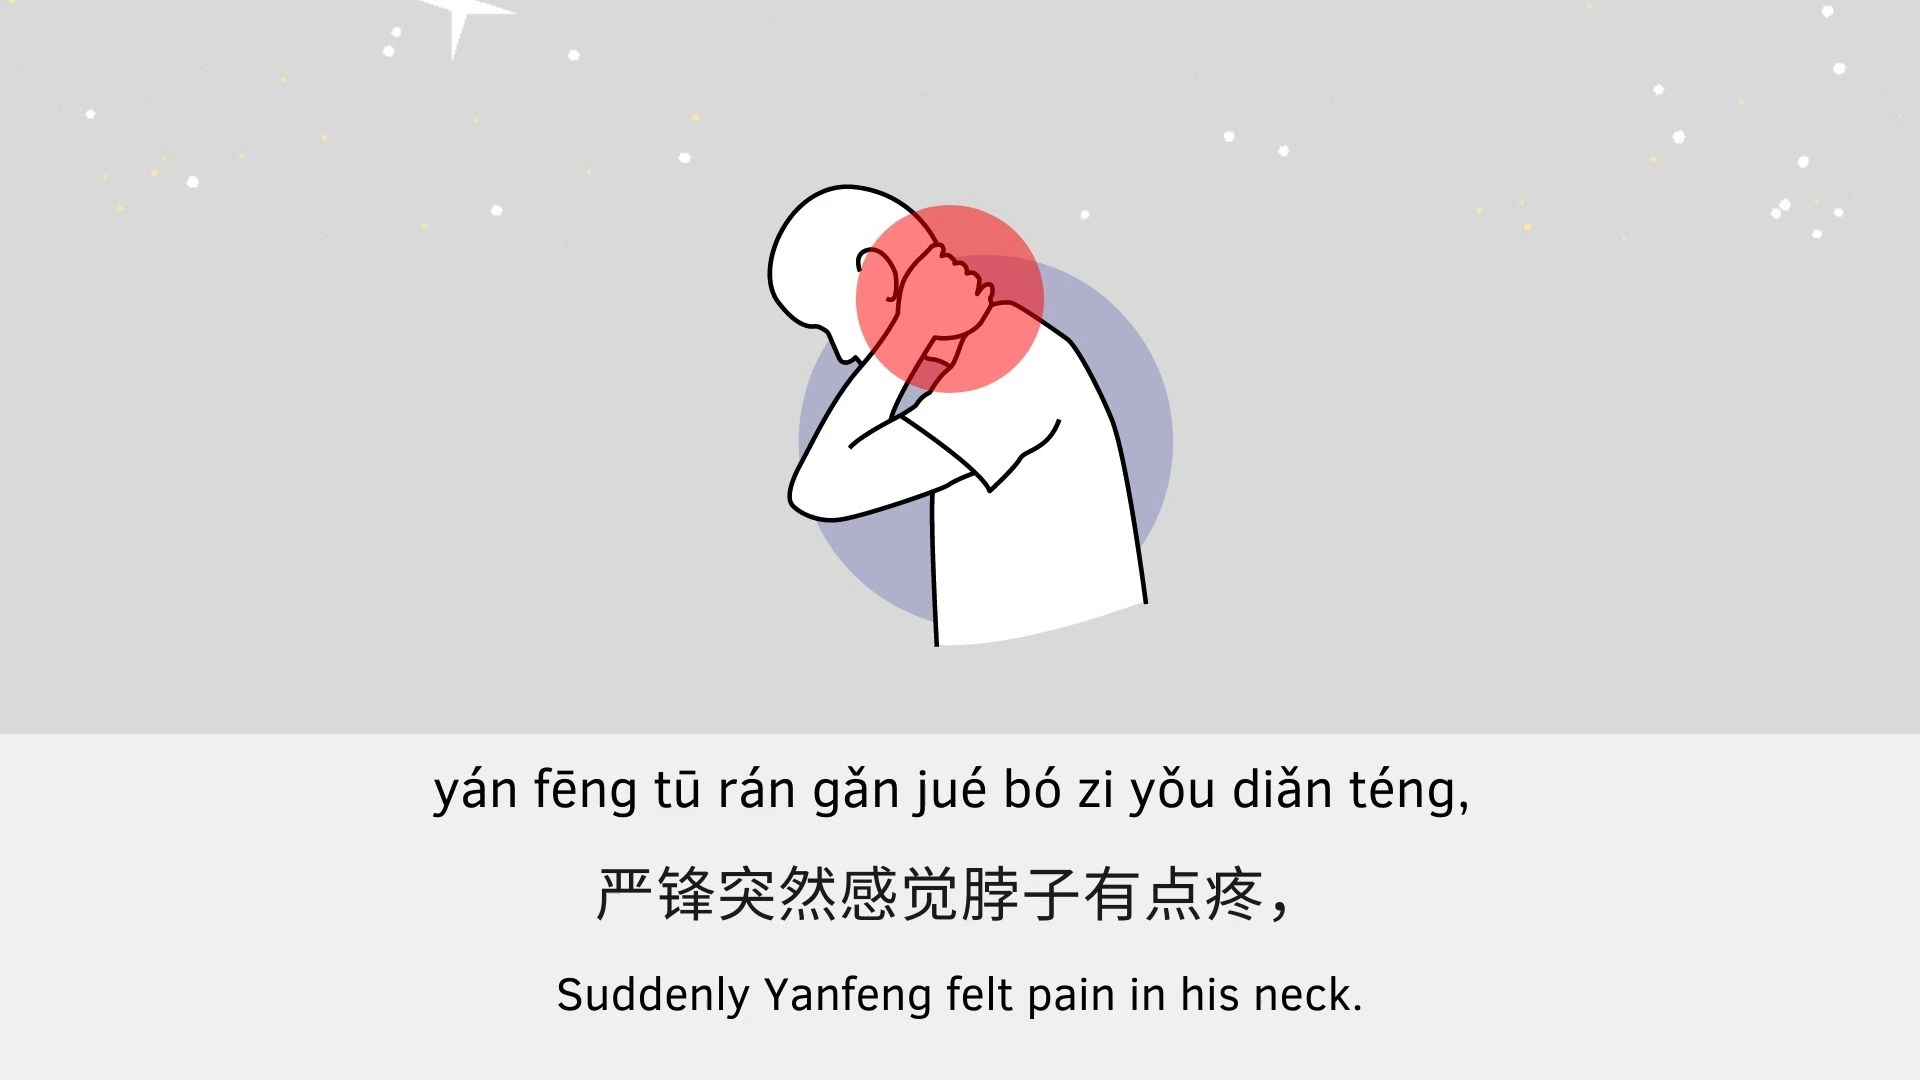 yán fēng tū rán gǎn jué bó zi yǒu diǎn téng,
严锋突然感觉脖子有点疼，
Suddenly Yanfeng felt pain in his neck.